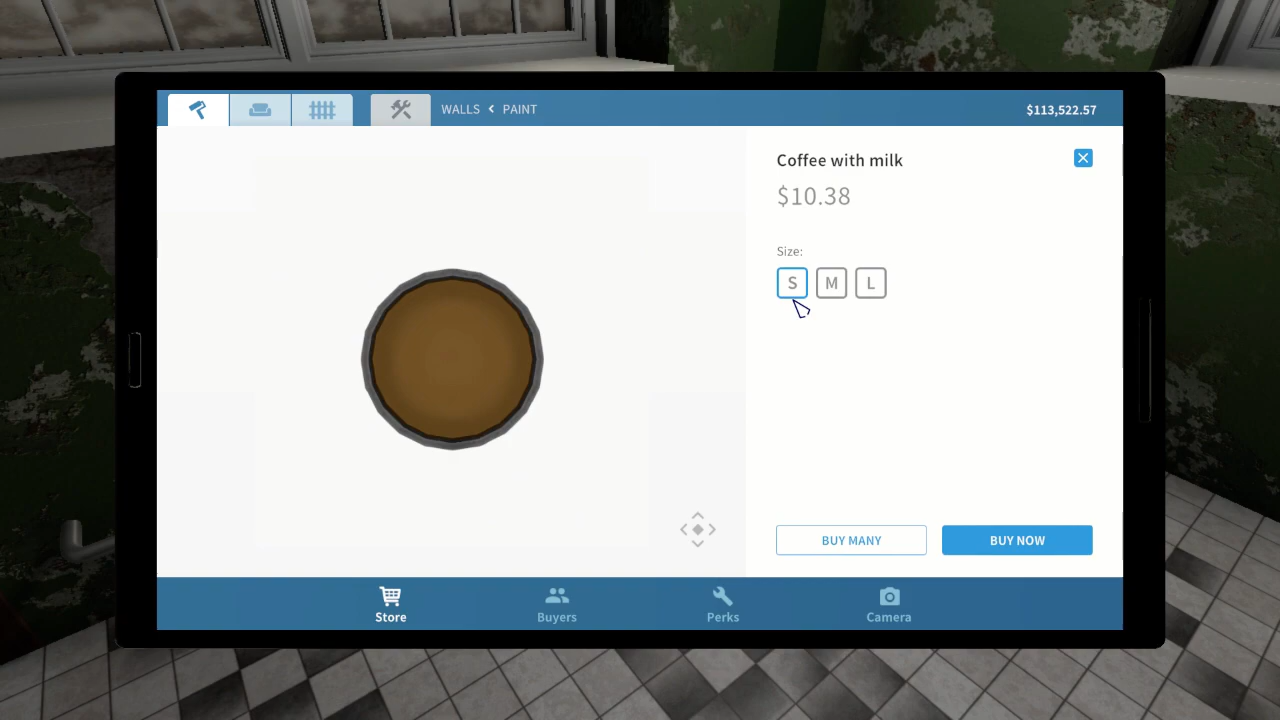 WALLS < PAINT
$113,522.57
Coffee with milk
$10.38
Size:
S M L
BUY MANY BUY NOW
Store Buyers Perks Camera